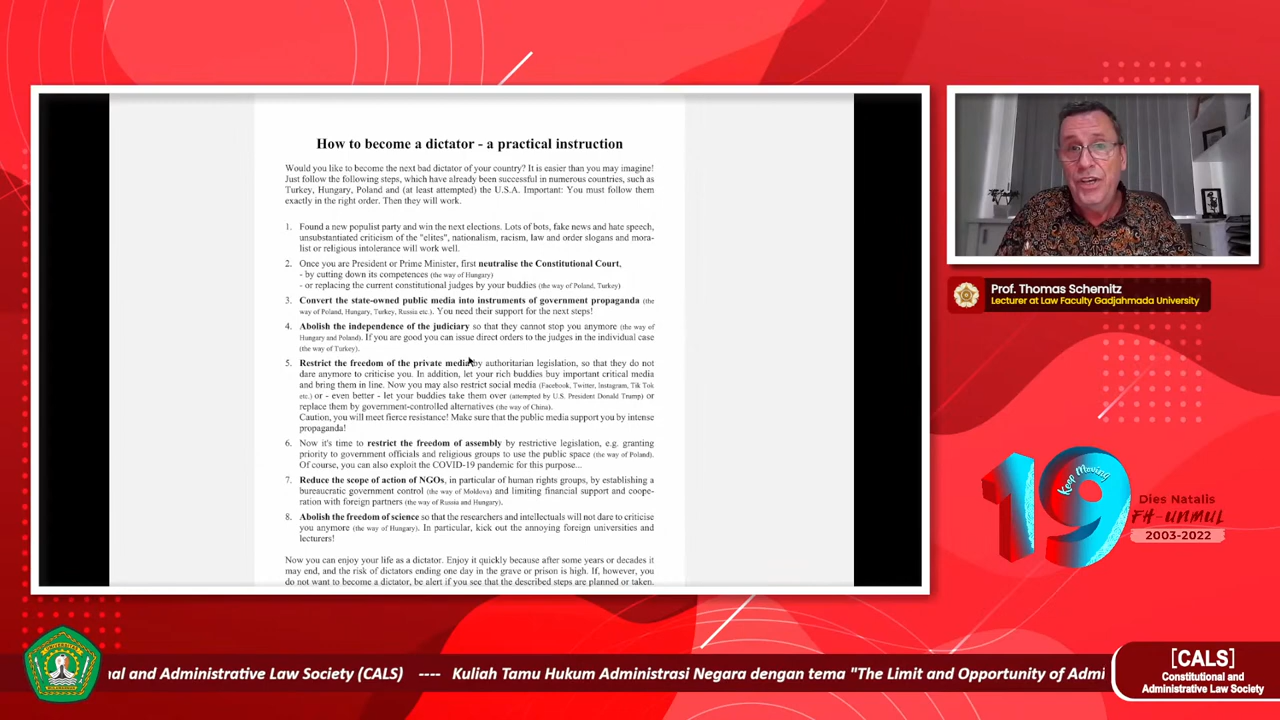 How to become a dictator - a practical instruction
Would you like to become the next bad dictator of your country? It is easier than you may imagine!
Just follow the following steps, which have already been successful in numerous countries, such as
Turkey, Hungary, Poland and (at least attempted) the U.S.A. Important: You must follow them
exactly in the right order. Then they will work.
1. Found a new populist party and win the next elections. Lots of bots, fake news and hate speech,
unsubstantiated criticism of the "elites", nationalism, racism, law and order slogans and mora-
list or religious intolerance will work well.
2. Once you are President or Prime Minister, first neutralise the Constitutional Court,
- by cutting down its competences (the way of Hungary)
- or replacing the current constitutional judges by your buddies (the way of Poland, Turkey)
3. Convert the state-owned public media into instruments of government propaganda (the
way of Poland, Hungary, Turkey, Russia etc.). You need their support for the next steps!
4. Abolish the independence of the judiciary so that they cannot stop you anymore (the way of
Hungary and Poland). If you are good you can issue direct orders to the judges in the individual case
(the way of Turkey).
5. Restrict the freedom of the private media by authoritarian legislation, so that they do not
dare anymore to criticise you. In addition, let your rich buddies buy important critical media
and bring them in line. Now you may also restrict social media (Facebook, Twitter, Instagram, Tik Tok
etc.) or - even better - let your buddies take them over (attempted by U.S. President Donald Trump) or
replace them by government-controlled alternatives (the way of China).
Caution, you will meet fierce resistance! Make sure that the public media support you by intense
propaganda!
6. Now it's time to restrict the freedom of assembly by restrictive legislation, e.g. granting
priority to government officials and religious groups to use the public space (the way of Poland).
Of course, you can also exploit the COVID-19 pandemic for this purpose...
7. Reduce the scope of action of NGOs, in particular of human rights groups, by establishing a
bureaucratic government control (the way of Moldova) and limiting financial support and coope-
ration with foreign partners (the way of Russia and Hungary).
8. Abolish the freedom of science so that the researchers and intellectuals will not dare to criticise
you anymore (the way of Hungary). In particular, kick out the annoying foreign universities and
lecturers!
Now you can enjoy your life as a dictator. Enjoy it quickly because after some years or decades it
may end, and the risk of dictators ending one day in the grave or prison is high. If, however, you
do not want to become a dictator, be alert if you see that the described steps are planned or taken.
Prof. Thomas Schemitz
Lecturer at Law Faculty Gadjahmada University
19
Keep Moving
Dies Natalis
FH-UNMUL
2003-2022
nal and Administrative Law Society (CALS) ---- Kuliah Tamu Hukum Administrasi Negara dengan tema "The Limit and Opportunity of Admi
[CALS]
Constitutional and
Administrative Law Society